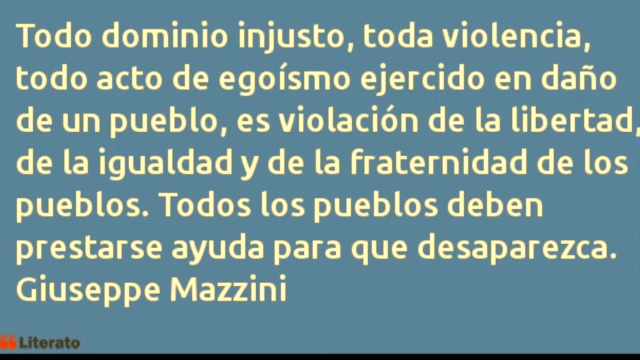 Todo dominio injusto, toda violencia,
todo acto de egoísmo ejercido en daño
de un pueblo, es violación de la libertad,
de la igualdad y de la fraternidad de los
pueblos. Todos los pueblos deben
prestarse ayuda para que desaparezca.
Giuseppe Mazzini
Literato